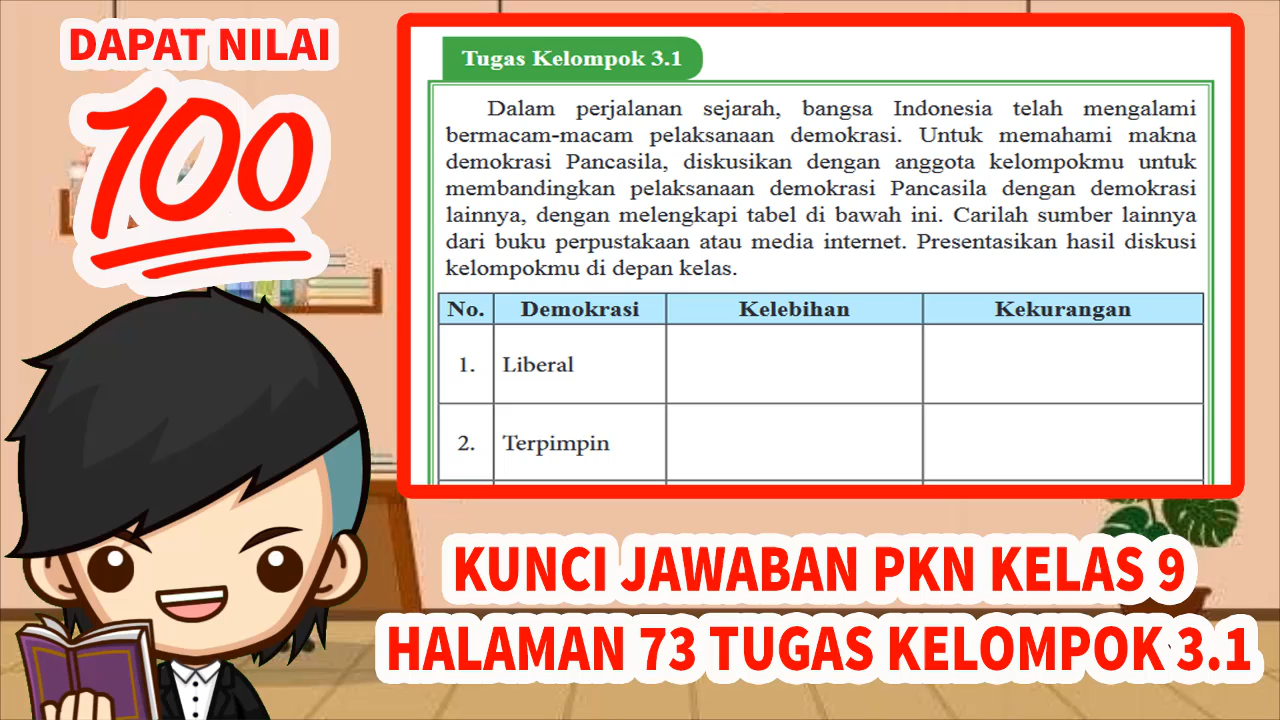 DAPAT NILAI
100
Tugas Kelompok 3.1
Dalam perjalanan sejarah, bangsa Indonesia telah mengalami
bermacam-macam pelaksanaan demokrasi. Untuk memahami makna
demokrasi Pancasila, diskusikan dengan anggota kelompokmu untuk
membandingkan pelaksanaan demokrasi Pancasila dengan demokrasi
lainnya, dengan melengkapi tabel di bawah ini. Carilah sumber lainnya
dari buku perpustakaan atau media internet. Presentasikan hasil diskusi
kelompokmu di depan kelas.
No. Demokrasi Kelebihan Kekurangan
1. Liberal
2. Terpimpin
KUNCI JAWABAN PKN KELAS 9
HALAMAN 73 TUGAS KELOMPOK 3.1